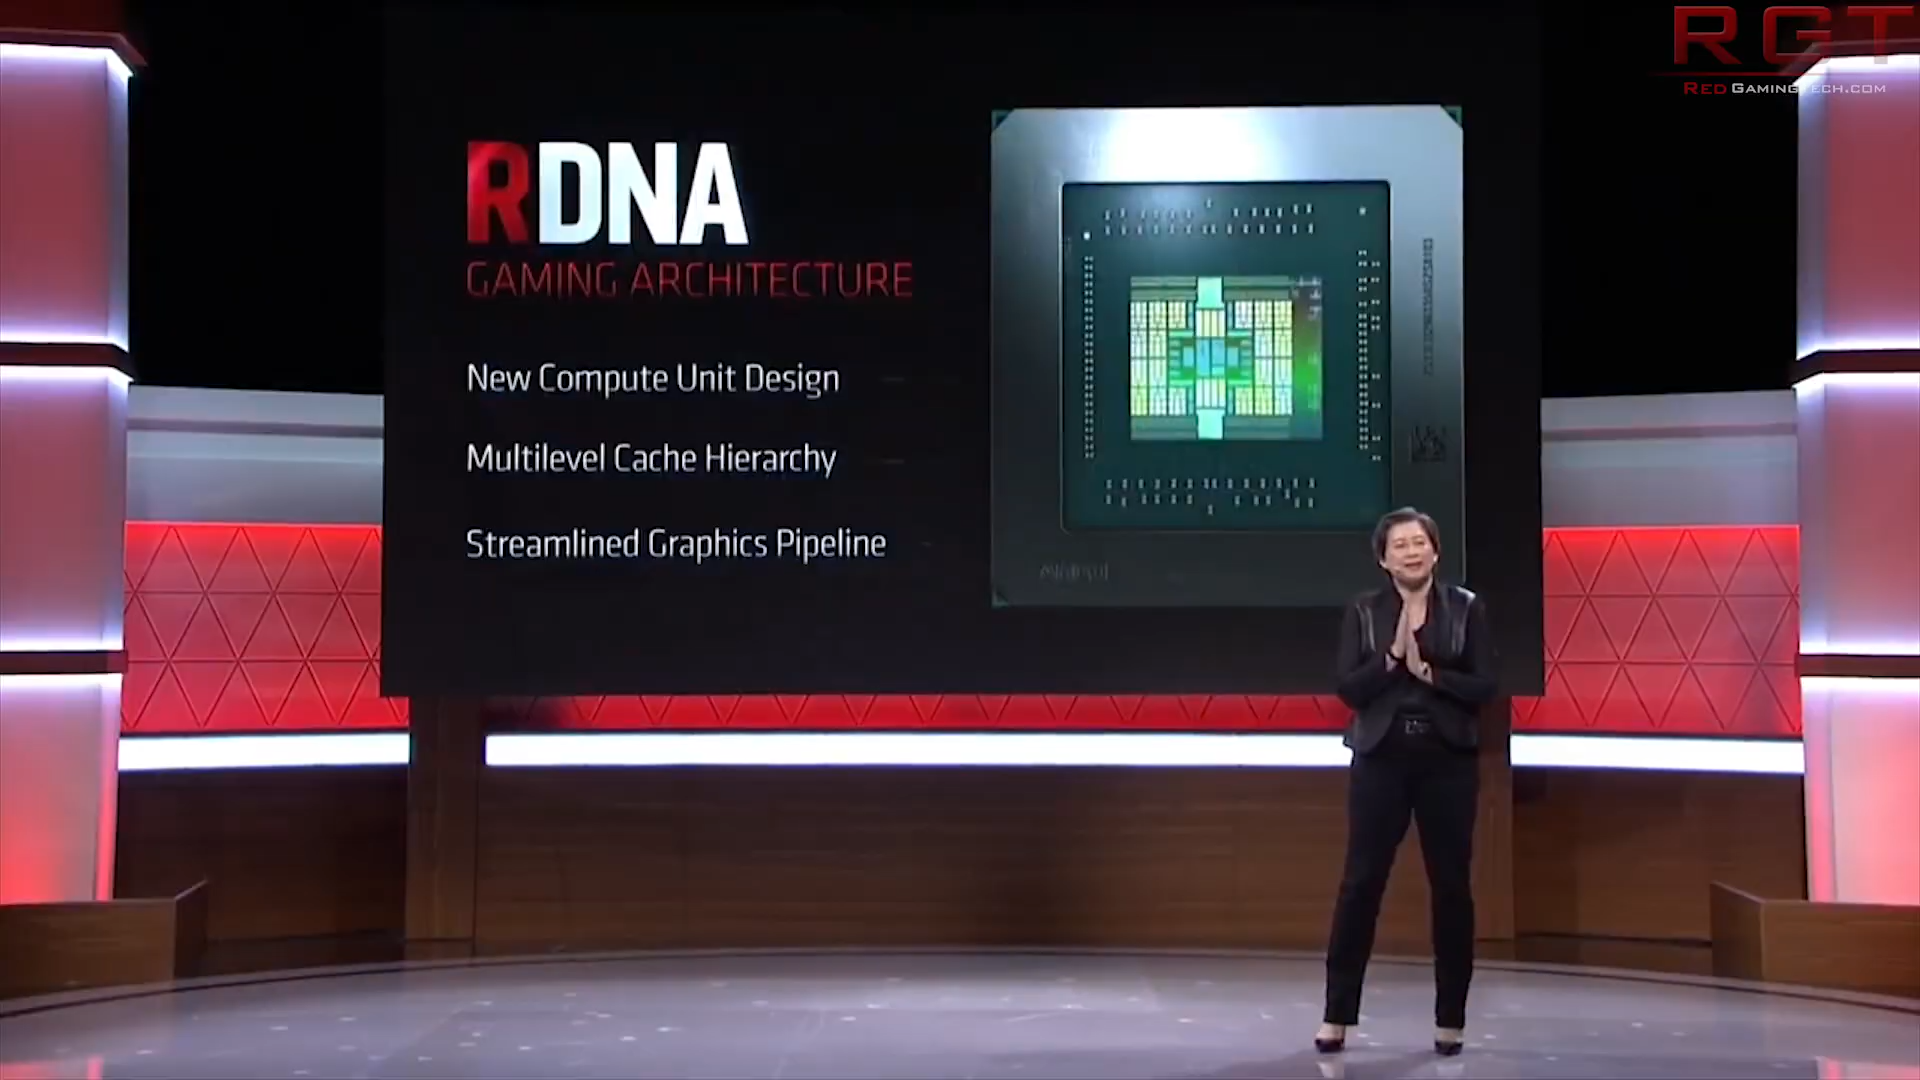 RGT
RED GAMINGTECH.COM
RDNA
GAMING ARCHITECTURE
New Compute Unit Design
Multilevel Cache Hierarchy
Streamlined Graphics Pipeline